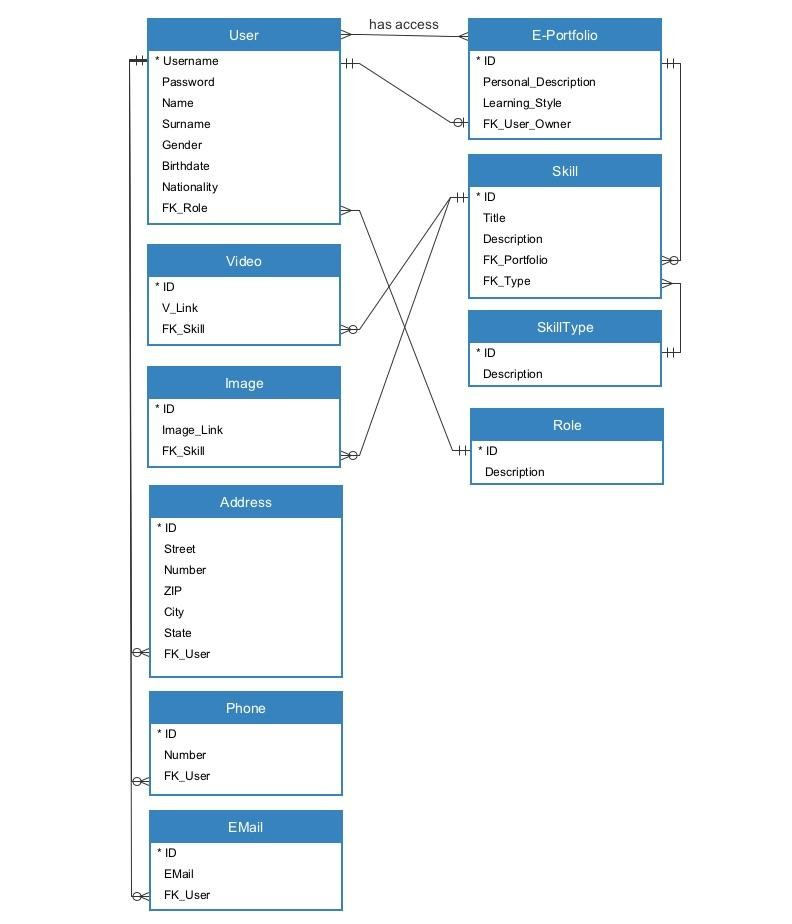 has access
User
* Username
Password
Name
Surname
Gender
Birthdate
Nationality
FK_Role
E-Portfolio
* ID
Personal_Description
Learning_Style
FK_User_Owner
Skill
* ID
Title
Description
FK_Portfolio
FK_Type
Video
* ID
V_Link
FK_Skill
SkillType
* ID
Description
Image
* ID
Image_Link
FK_Skill
Role
* ID
Description
Address
* ID
Street
Number
ZIP
City
State
FK_User
Phone
* ID
Number
FK_User
EMail
* ID
EMail
FK_User